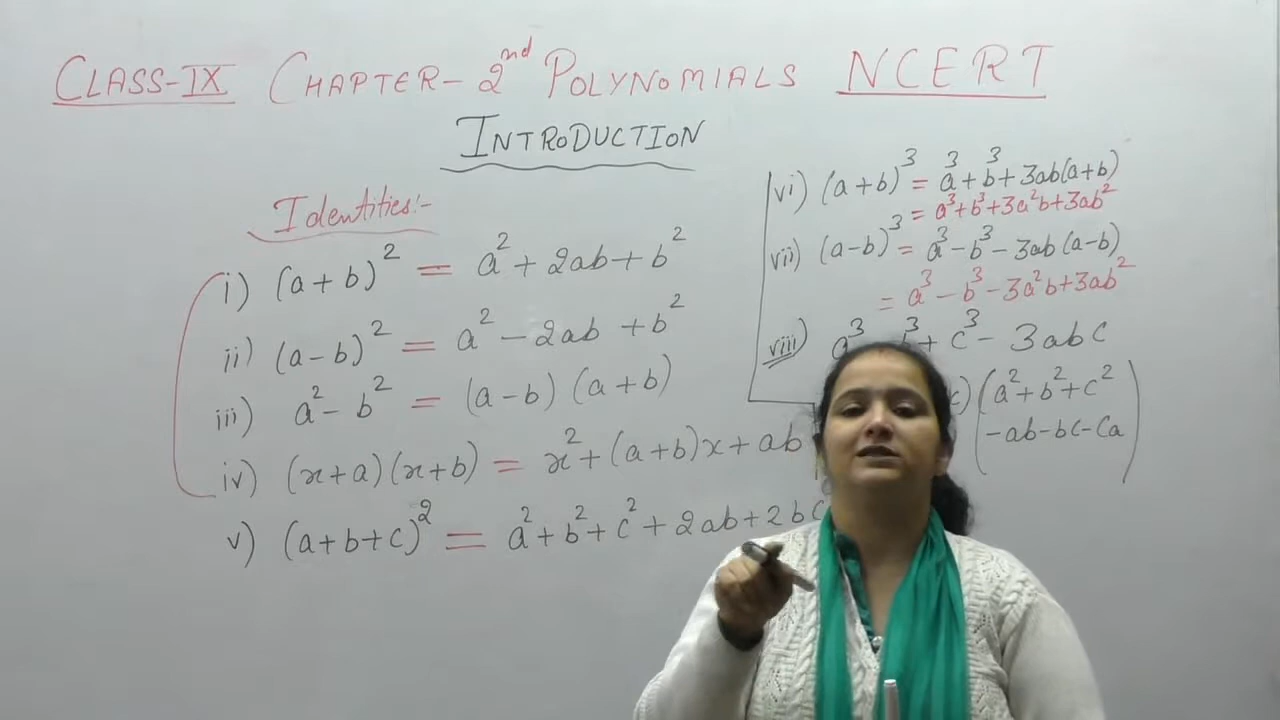 CLASS-IX CHAPTER-2nd POLYNOMIALS NCERT
INTRODUCTION
Identities:-
i) (a+b)² = a²+2ab+b²
ii) (a-b)² = a²-2ab+b²
iii) a²-b² = (a-b)(a+b)
iv) (x+a)(x+b) = x²+(a+b)x+ab
v) (a+b+c)² = a²+b²+c²+2ab+2bc
vi) (a+b)³ = a³+b³+3ab(a+b)
= a³+b³+3a²b+3ab²
vii) (a-b)³ = a³-b³-3ab(a-b)
= a³-b³-3a²b+3ab²
viii) a³ ³+c³-3abc
c)(a²+b²+c²
-ab-bc-ca)